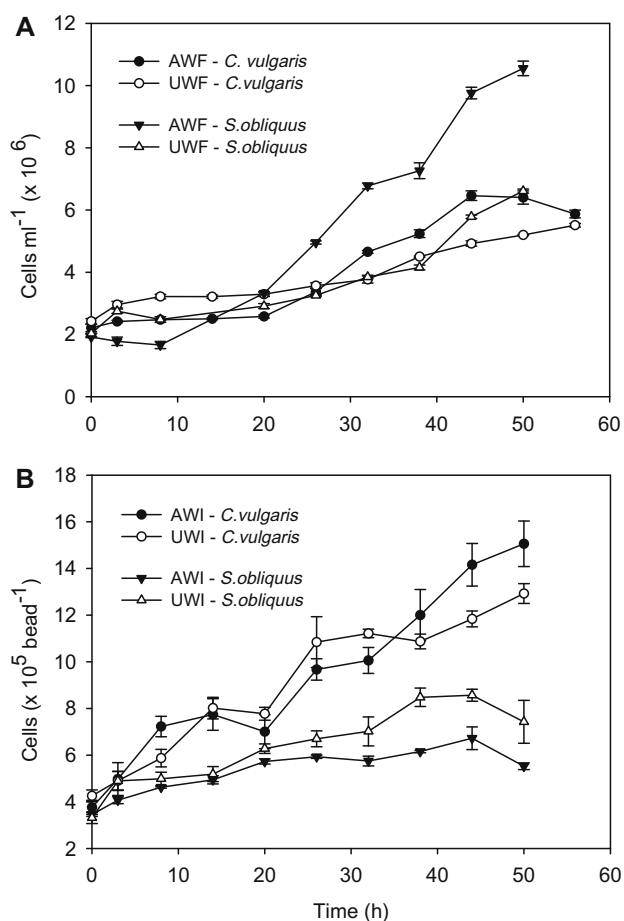 A
AWF - C. vulgaris
UWF - C.vulgaris
AWF - S.obliquus
UWF - S.obliquus
Cells ml⁻¹ (x 10⁶)
12
10
8
6
4
2
0
0 10 20 30 40 50 60
B
AWI - C.vulgaris
UWI - C.vulgaris
AWI - S.obliquus
UWI - S.obliquus
Cells (x 10⁵ bead⁻¹)
18
16
14
12
10
8
6
4
2
0 10 20 30 40 50 60
Time (h)